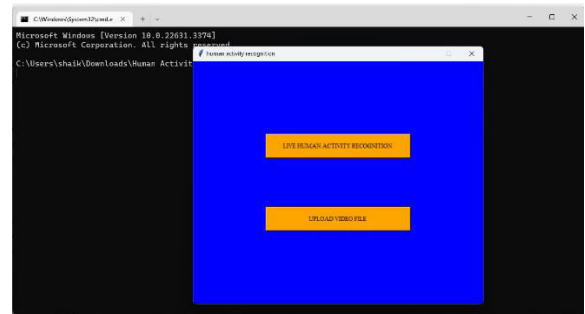 C:\Windows\System32\cmd.e
Microsoft Windows [Version 10.0.22631.3374]
(c) Microsoft Corporation. All rights reserved
human activity recognition
C:\Users\shaik\Downloads\Human Activit
LIVE HUMAN ACTIVITY RECOGNITION
UPLOAD VIDEO FILE